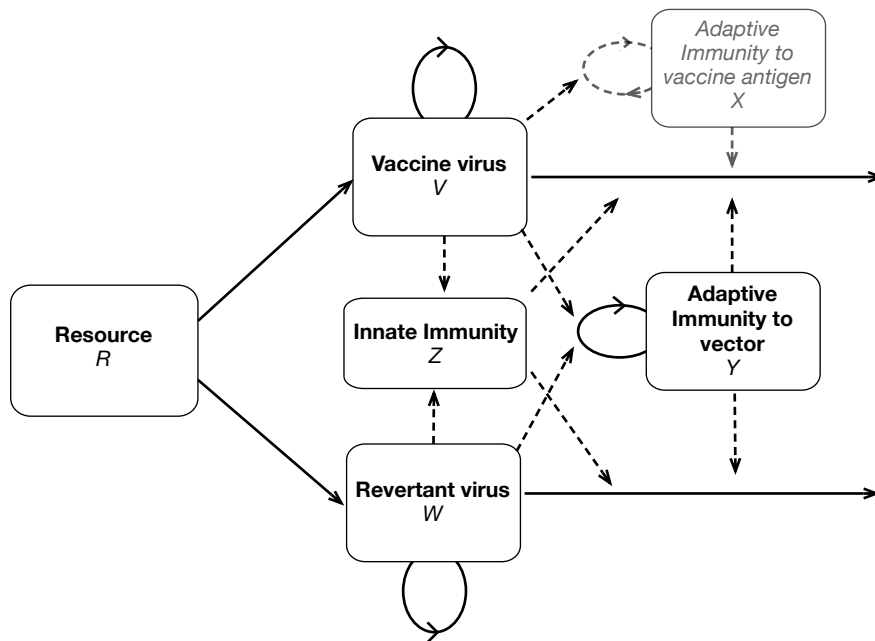 Adaptive
Immunity to
vaccine antigen
X
Vaccine virus
V
Resource
R
Innate Immunity
Z
Adaptive
Immunity to
vector
Y
Revertant virus
W